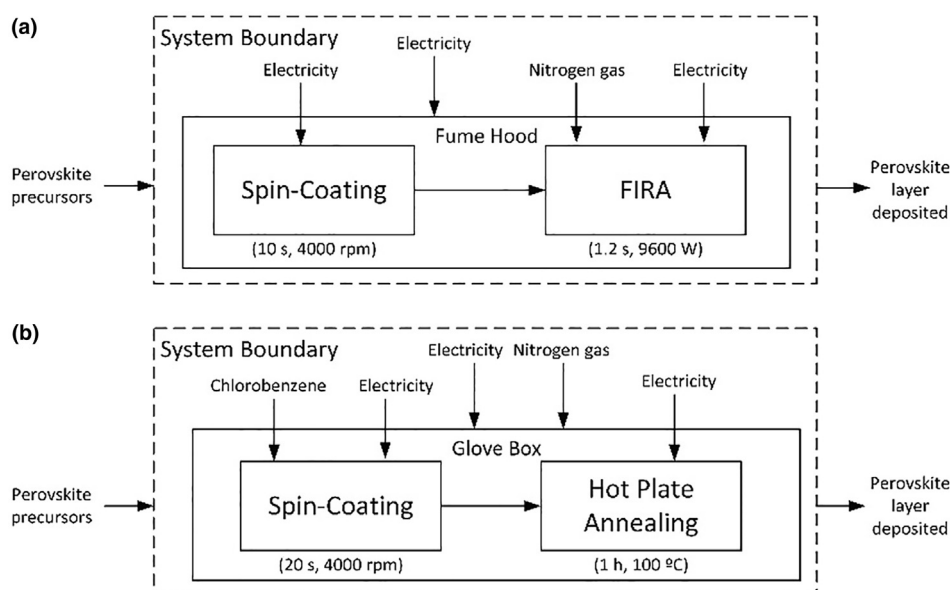 (a)
System Boundary
Electricity
Electricity
Nitrogen gas
Electricity
Fume Hood
Perovskite
precursors
Spin-Coating
FIRA
Perovskite
layer
deposited
(10 s, 4000 rpm)
(1.2 s, 9600 W)
(b)
System Boundary
Electricity
Nitrogen gas
Chlorobenzene
Electricity
Electricity
Glove Box
Perovskite
precursors
Spin-Coating
Hot Plate
Annealing
Perovskite
layer
deposited
(20 s, 4000 rpm)
(1 h, 100 ºC)